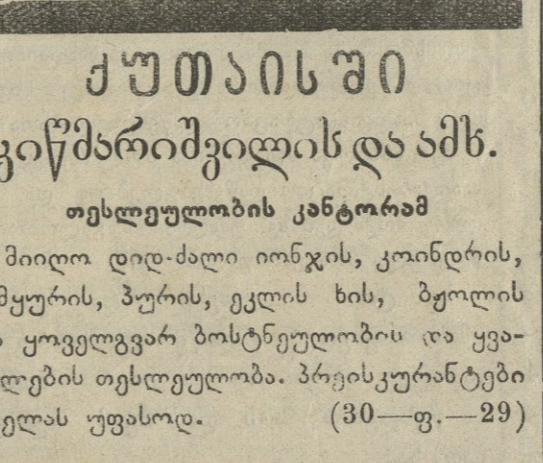 ქუთაისში
კიწმარიშვილის და ამხ.
თესლეულობის კანტორამ
მიიღო დიდ-ძალი იონჯის, კოინდრის,
მყურის, პურის, ეკლის ხის, ბჟოლის
ყოველგვარ ბოსტნეულობის და ყვა-
ლების თესლეულობა. პრეისკურანტები
ელას უფასოდ. (30—ფ.—29)